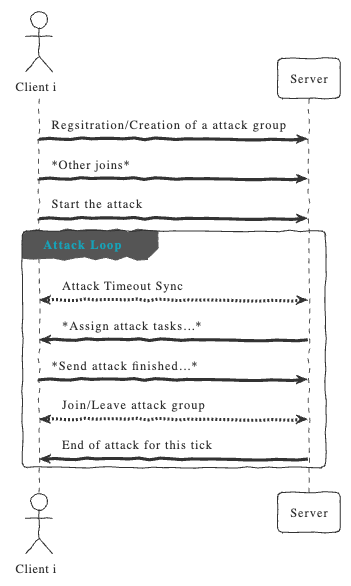 Client i
Server
Regsitration/Creation of a attack group
*Other joins*
Start the attack
Attack Loop
Attack Timeout Sync
*Assign attack tasks...*
*Send attack finished...*
Join/Leave attack group
End of attack for this tick
Server
Client i